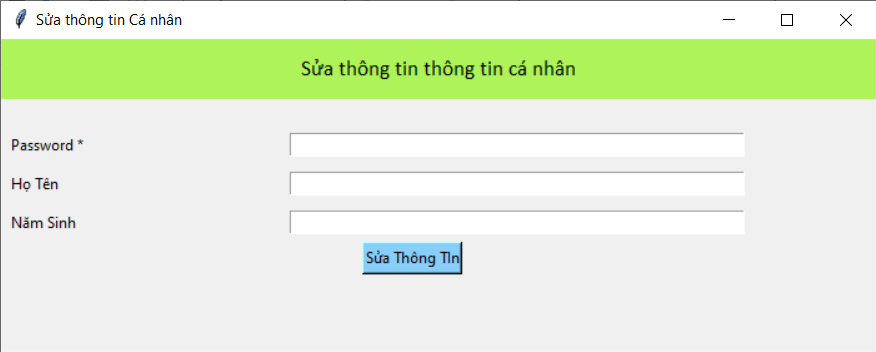 Sửa thông tin Cá nhân
Sửa thông tin thông tin cá nhân
Password *
Họ Tên
Năm Sinh
Sửa Thông TIn